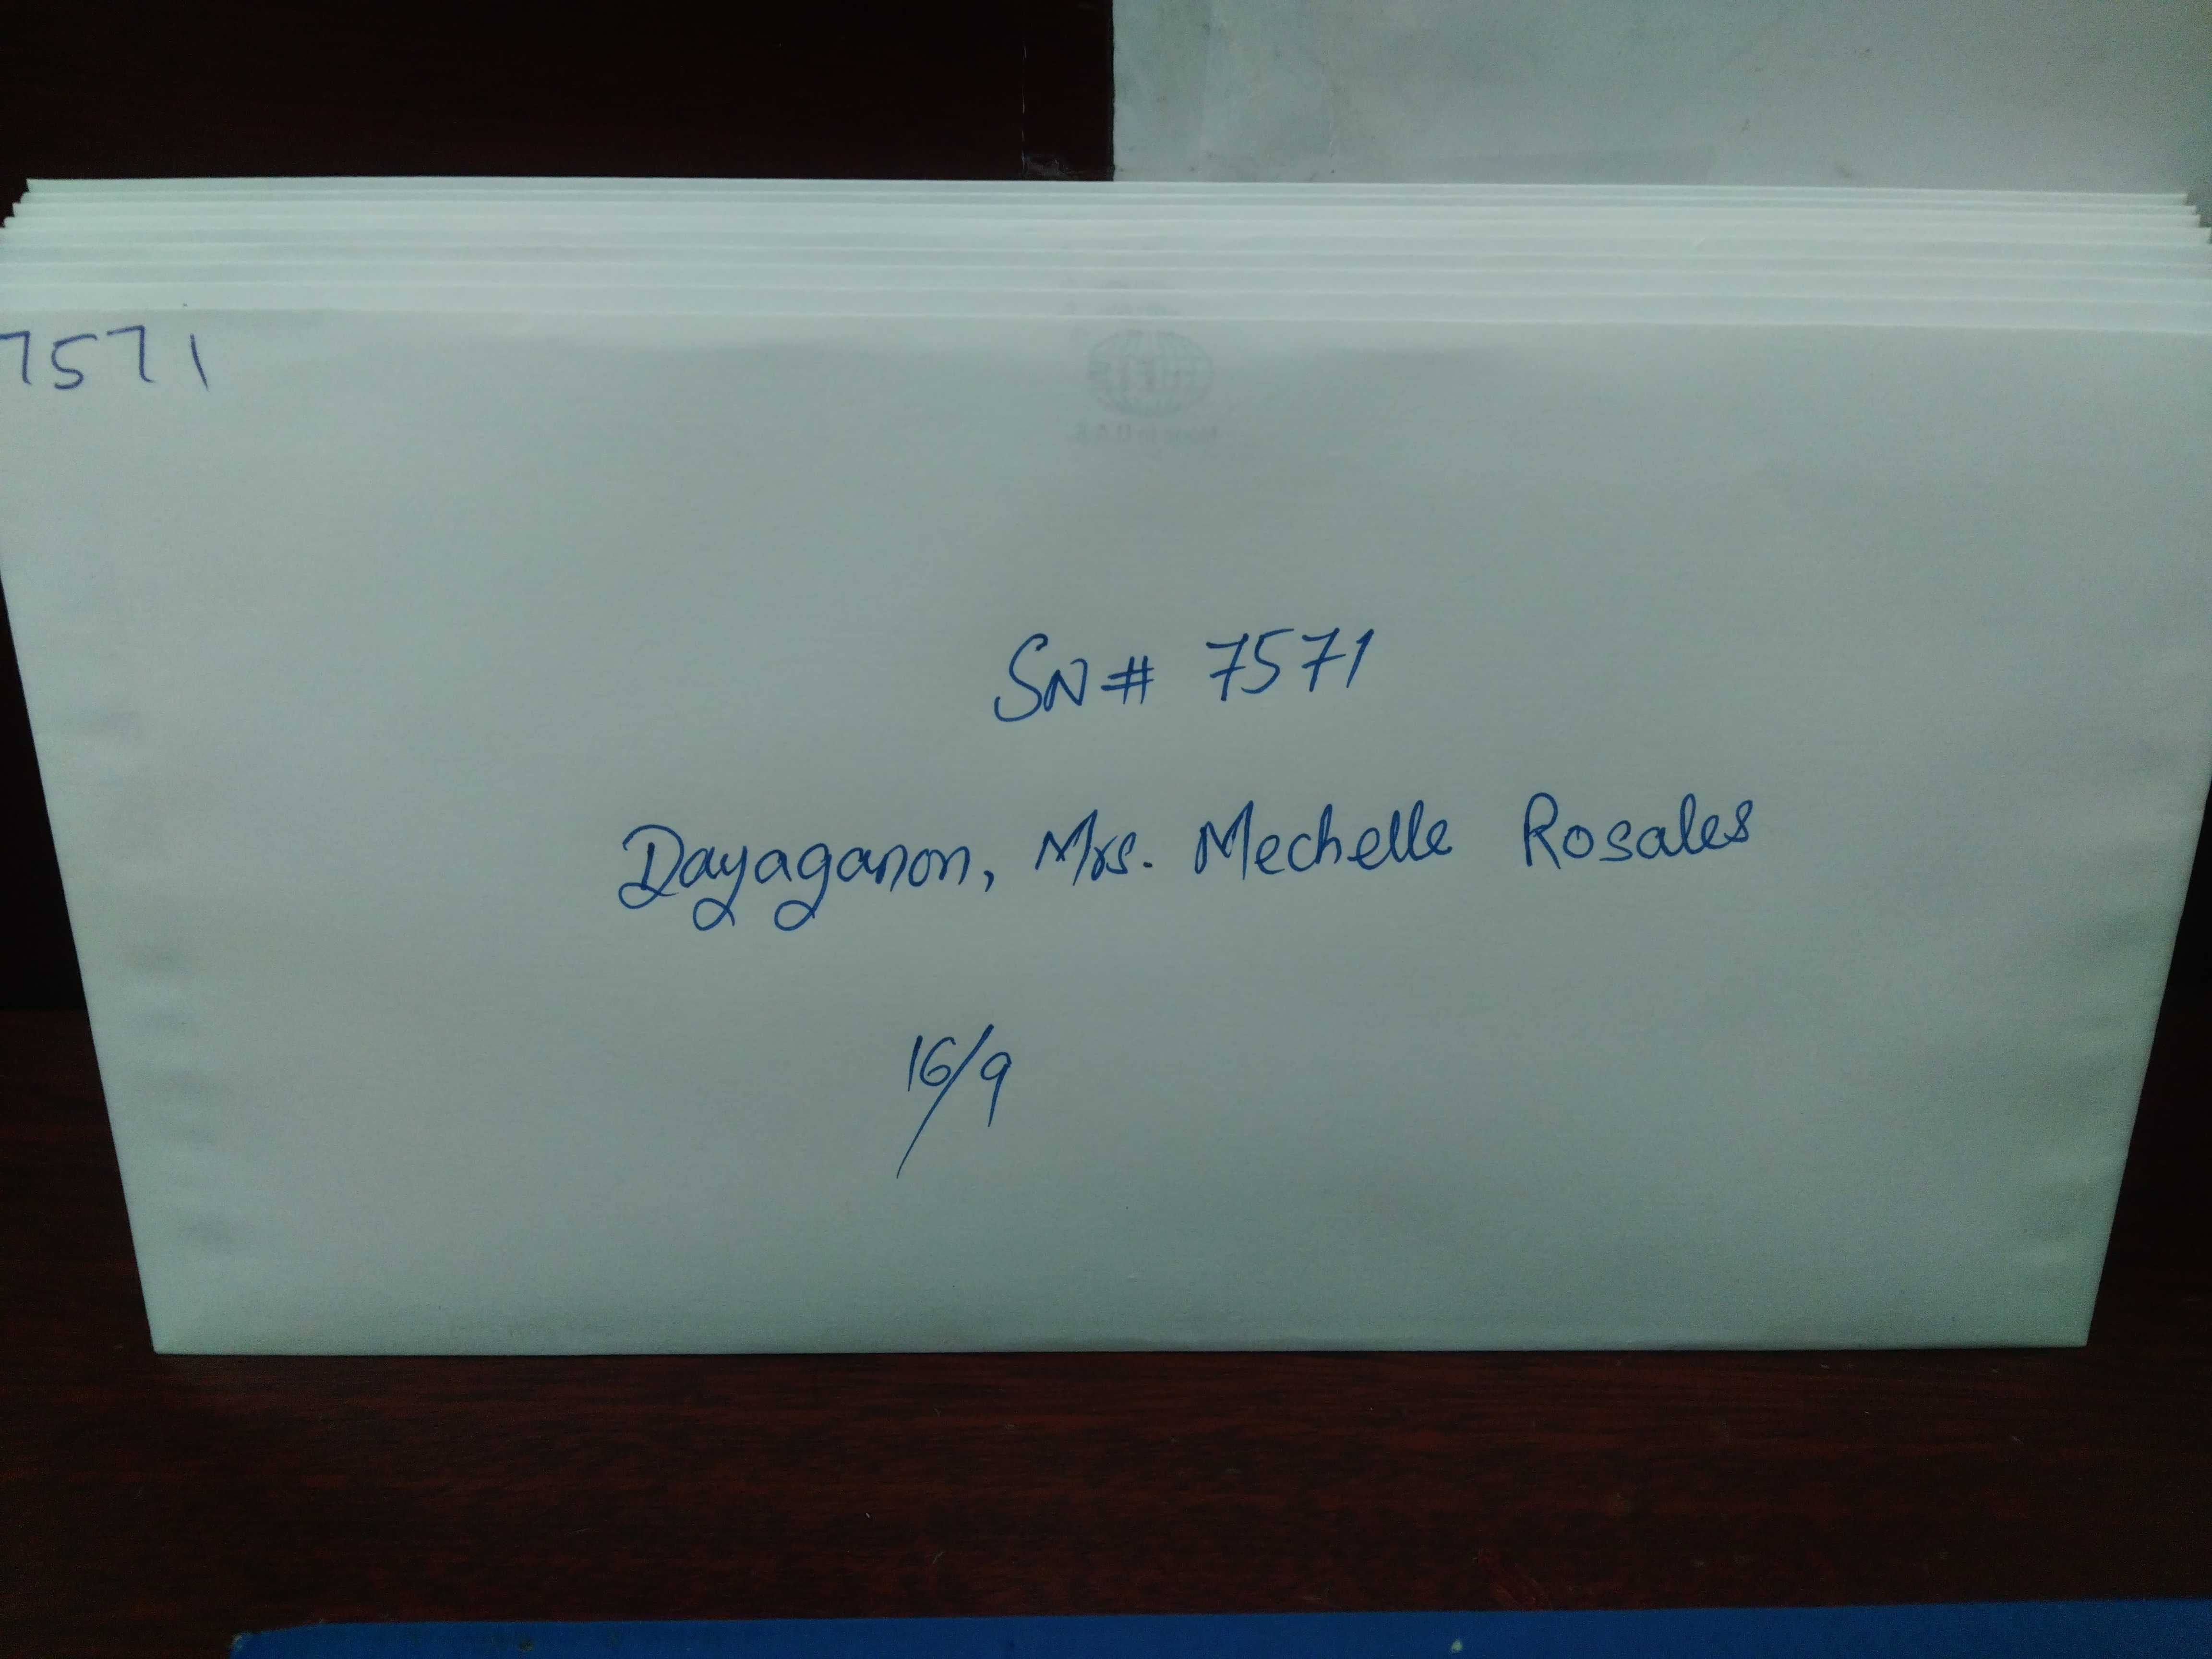 7571
SN# 7571
Dayaganon, Mrs. Mechelle Rosales
16/9